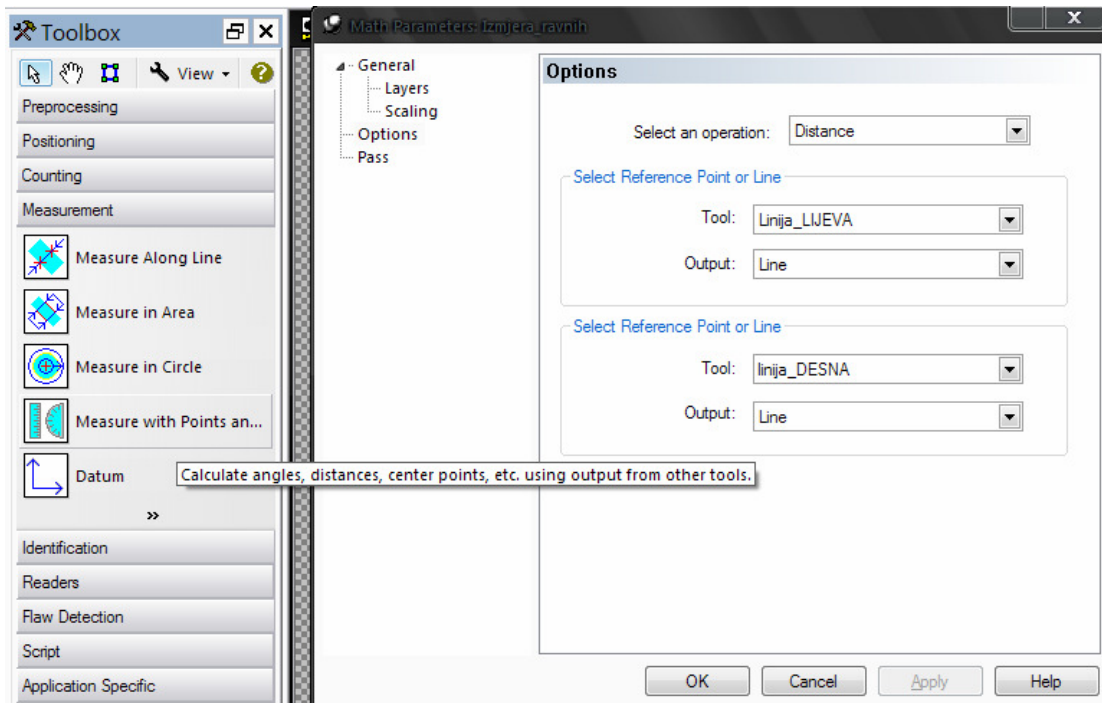 Toolbox
View
Preprocessing
Positioning
Counting
Measurement
Measure Along Line
Measure in Area
Measure in Circle
Measure with Points an...
Datum
Calculate angles, distances, center points, etc. using output from other tools.
»
Identification
Readers
Flaw Detection
Script
Application Specific
Math Parameters: Izmjera_ravnih
General
Layers
Scaling
Options
Pass
Options
Select an operation: Distance
Select Reference Point or Line
Tool: Linija_LIJEVA
Output: Line
Select Reference Point or Line
Tool: linija_DESNA
Output: Line
OK Cancel Apply Help